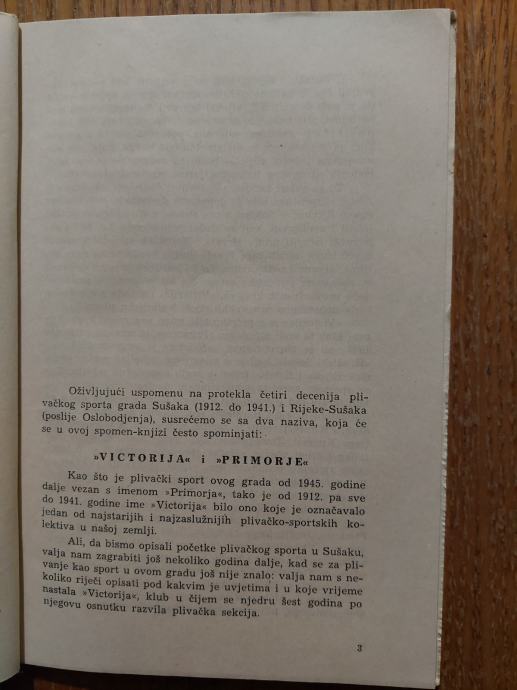 Oživljujući uspomenu na protekla četiri decenija pli-
vačkog sporta grada Sušaka (1912. do 1941.) i Rijeke-Sušaka
(poslije Oslobodjenja), susrećemo se sa dva naziva, koja će
se u ovoj spomen-knjizi često spominjati:
»VICTORIJA« i »PRIMORJE«
Kao što je plivački sport ovog grada od 1945. godine
dalje vezan s imenom »Primorja«, tako je od 1912. pa sve
do 1941. godine ime »Victorija« bilo ono koje je označavalo
jedan od najstarijih i najzaslužnijih plivačko-sportskih ko-
lektiva u našoj zemlji.
Ali, da bismo opisali početke plivačkog sporta u Sušaku,
valja nam zagrabiti još nekoliko godina dalje, kad se za pli-
vanje kao sport u ovom gradu još nije znalo: valja nam s ne-
koliko riječi opisati pod kakvim je uvjetima i u koje vrijeme
nastala »Victorija«, klub u čijem se njedru šest godina po
njegovu osnutku razvila plivačka sekcija.
3